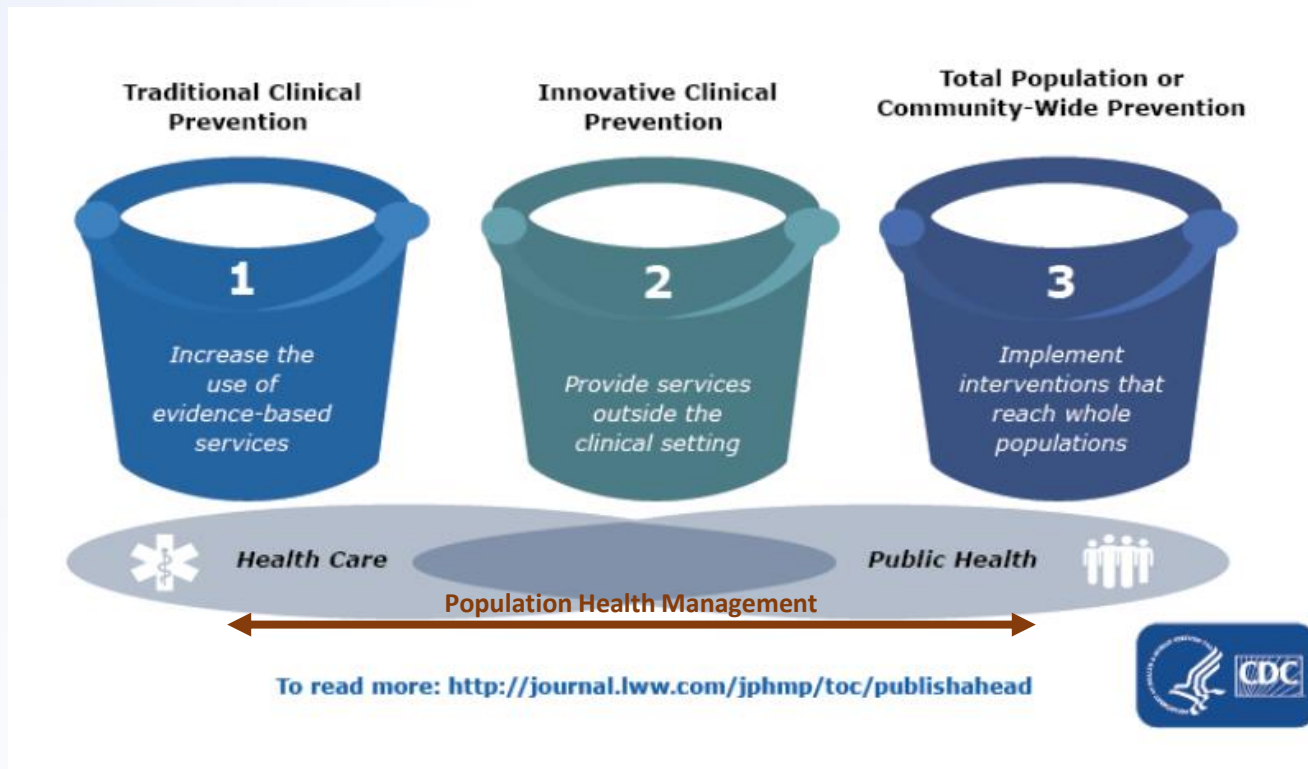 Traditional Clinical
Prevention
Innovative Clinical
Prevention
Total Population or
Community-Wide Prevention
1
Increase the
use of
evidence-based
services
2
Provide services
outside the
clinical setting
3
Implement
interventions that
reach whole
populations
Health Care
Public Health
Population Health Management
To read more: http://journal.lww.com/jphmp/toc/publishahead
CDC